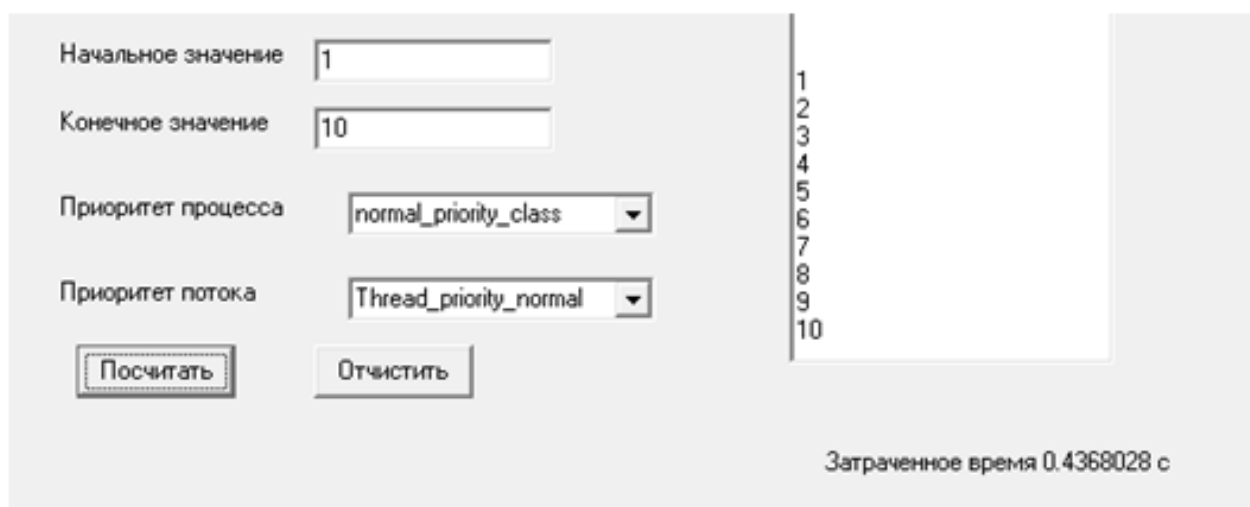 Начальное значение 1
Конечное значение 10
Приоритет процесса normal_priority_class
Приоритет потока Thread_priority_normal
Посчитать Отчистить
1
2
3
4
5
6
7
8
9
10
Затраченное время 0.4368028 с